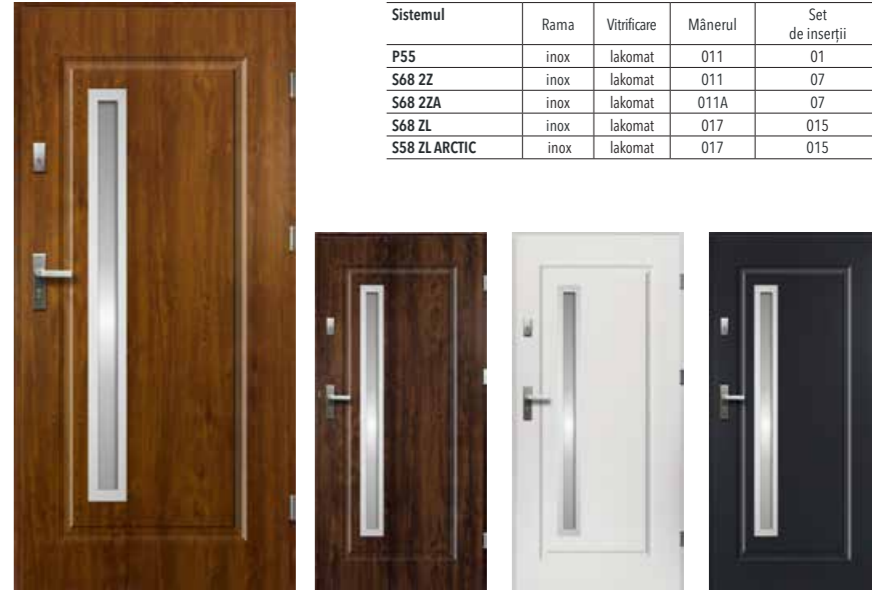 Sistemul Rama Vitrificare Mânerul Set de inserții
P55 inox lakomat 011 01
S68 2Z inox lakomat 011 07
S68 2ZA inox lakomat 011A 07
S68 ZL inox lakomat 017 015
S58 ZL ARCTIC inox lakomat 017 015